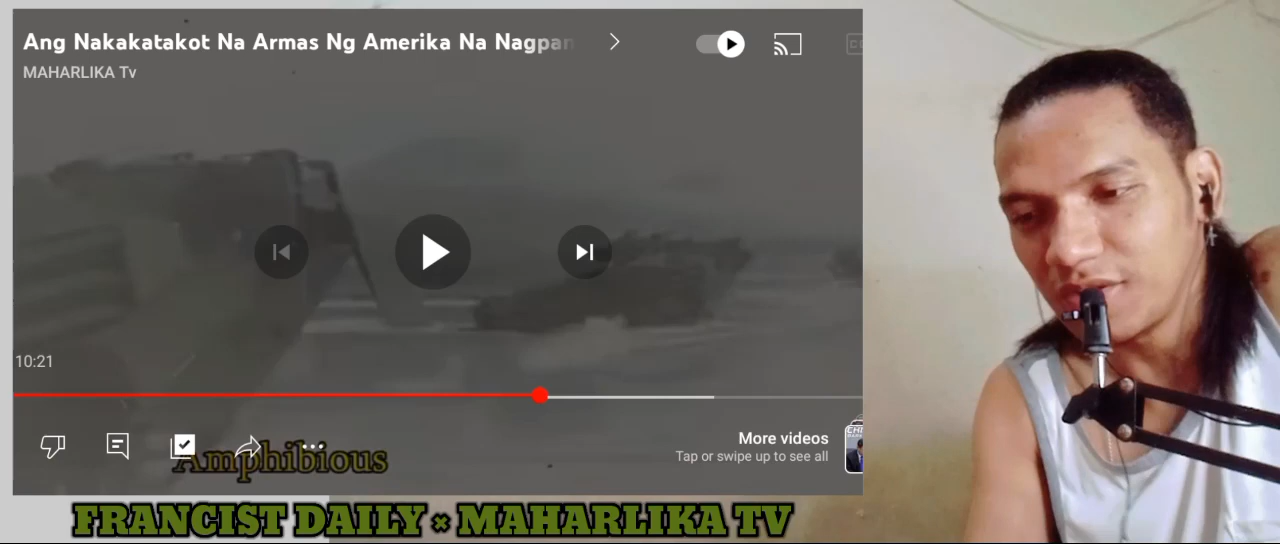 Ang Nakakatakot Na Armas Ng Amerika Na Nagpan
MAHARLIKA Tv
10:21
More videos
Tap or swipe up to see all
Amphibious
FRANCIST DAILY × MAHARLIKA TV